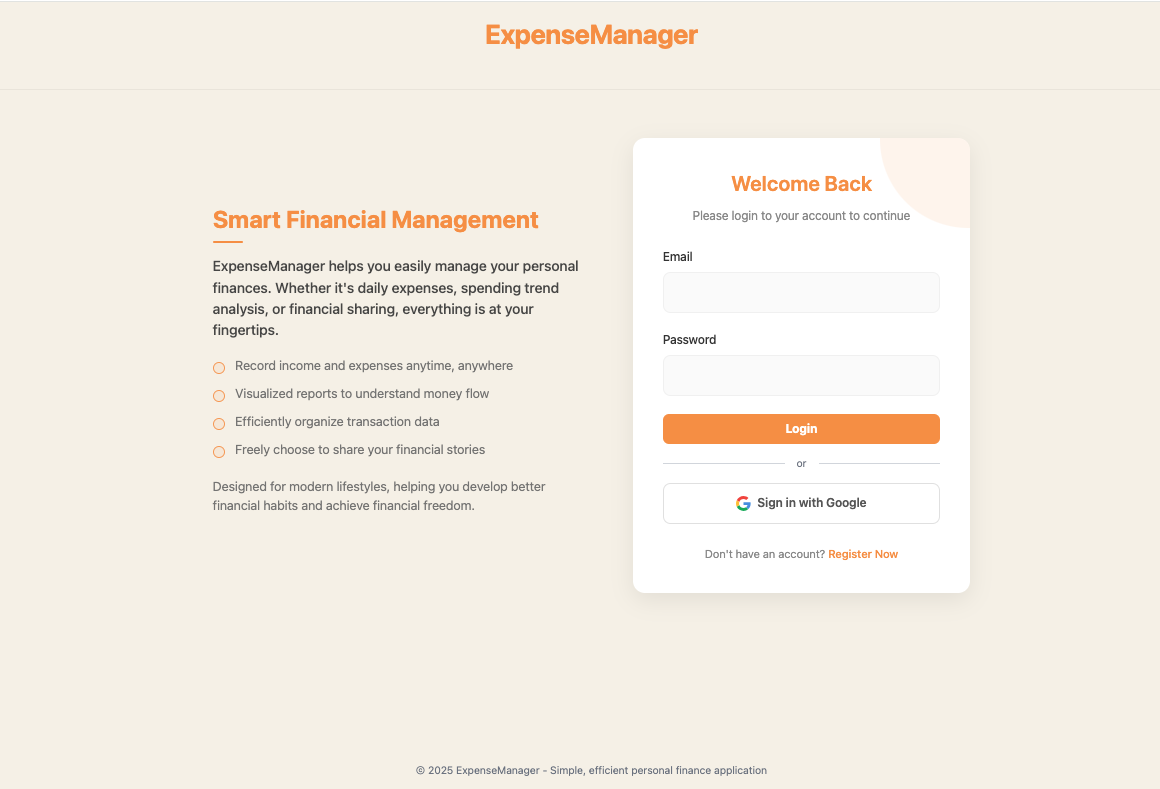 ExpenseManager
Smart Financial Management
ExpenseManager helps you easily manage your personal
finances. Whether it's daily expenses, spending trend
analysis, or financial sharing, everything is at your
fingertips.
Record income and expenses anytime, anywhere
Visualized reports to understand money flow
Efficiently organize transaction data
Freely choose to share your financial stories
Designed for modern lifestyles, helping you develop better
financial habits and achieve financial freedom.
Welcome Back
Please login to your account to continue
Email
Password
Login
or
Sign in with Google
Don't have an account? Register Now
© 2025 ExpenseManager - Simple, efficient personal finance application